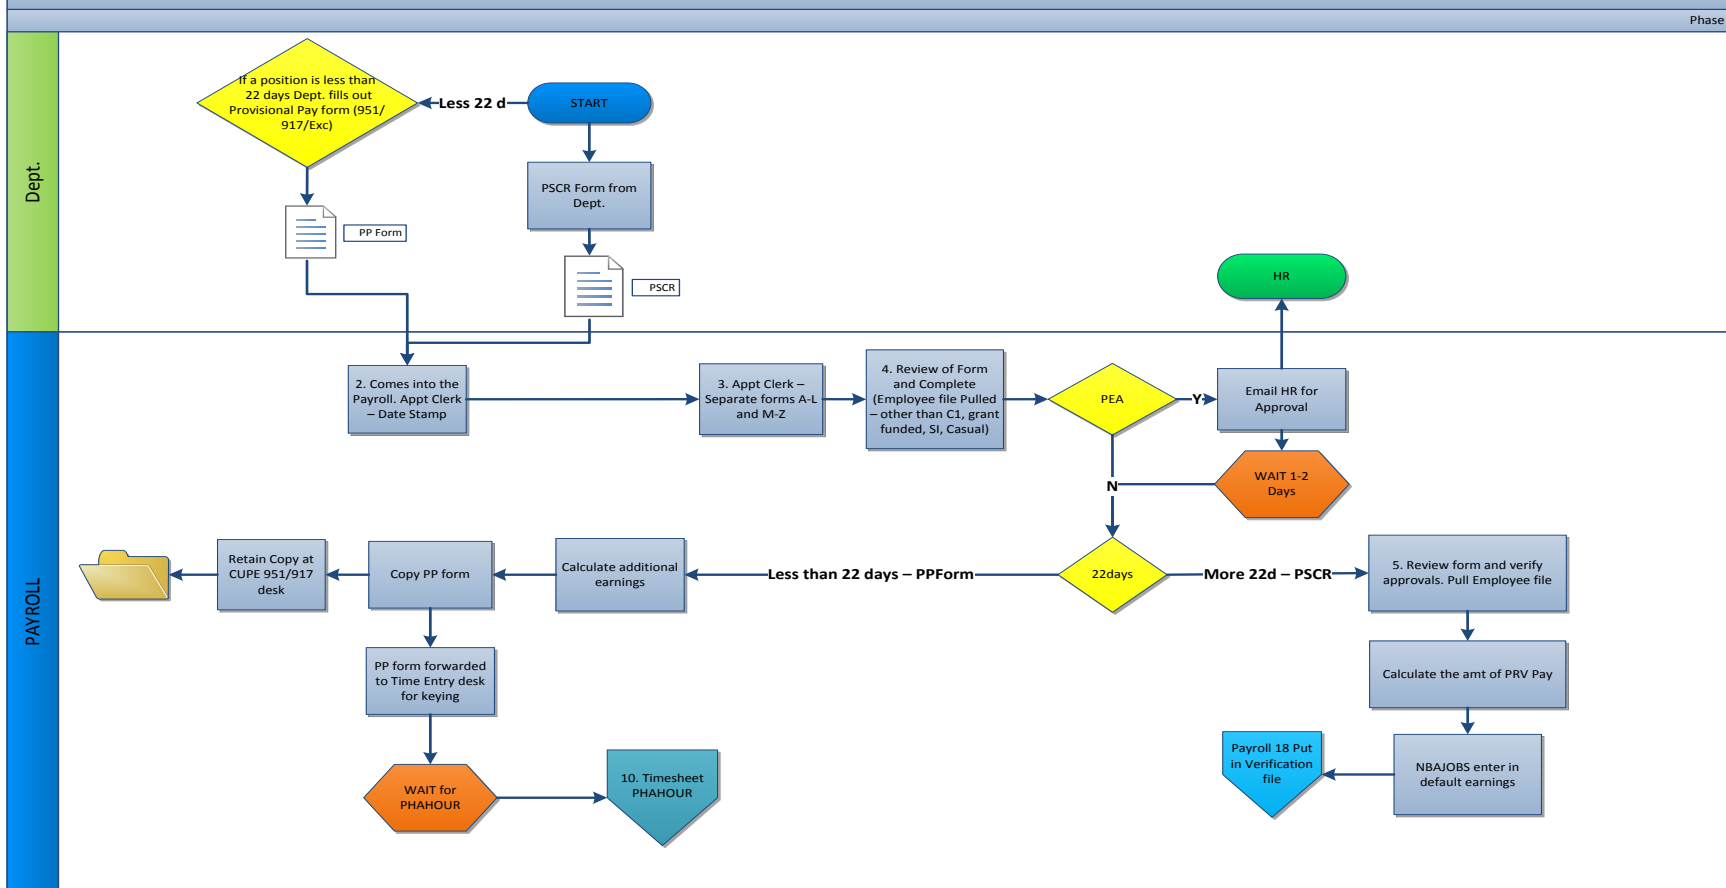 Phase
Dept.
If a position is less than
22 days Dept. fills out
Provisional Pay form (951/
917/Exc)
Less 22 d
START
PSCR Form from
Dept.
PP Form
PSCR
HR
PAYROLL
2. Comes into the
Payroll. Appt Clerk
– Date Stamp
3. Appt Clerk –
Separate forms A-L
and M-Z
4. Review of Form
and Complete
(Employee file Pulled
– other than C1, grant
funded, SI, Casual)
PEA
Y
Email HR for
Approval
WAIT 1-2
Days
N
22days
Less than 22 days – PPForm
More 22d – PSCR
Calculate additional
earnings
Copy PP form
Retain Copy at
CUPE 951/917
desk
5. Review form and verify
approvals. Pull Employee file
PP form forwarded
to Time Entry desk
for keying
Calculate the amt of PRV Pay
WAIT for
PHAHOUR
10. Timesheet
PHAHOUR
Payroll 18 Put
in Verification
file
NBAJOBS enter in
default earnings